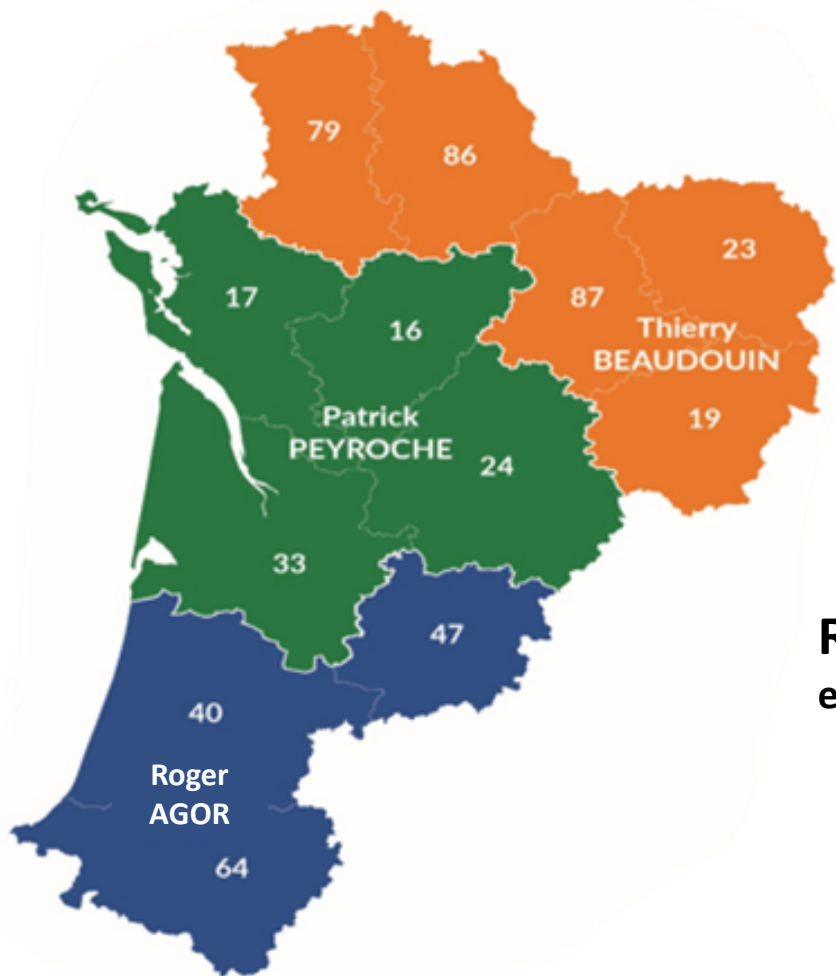 79
86
23
17
87
16
Thierry
BEAUDOUIN
Patrick
PEYROCHE
19
24
33
47
40
Roger
AGOR
64
R
e